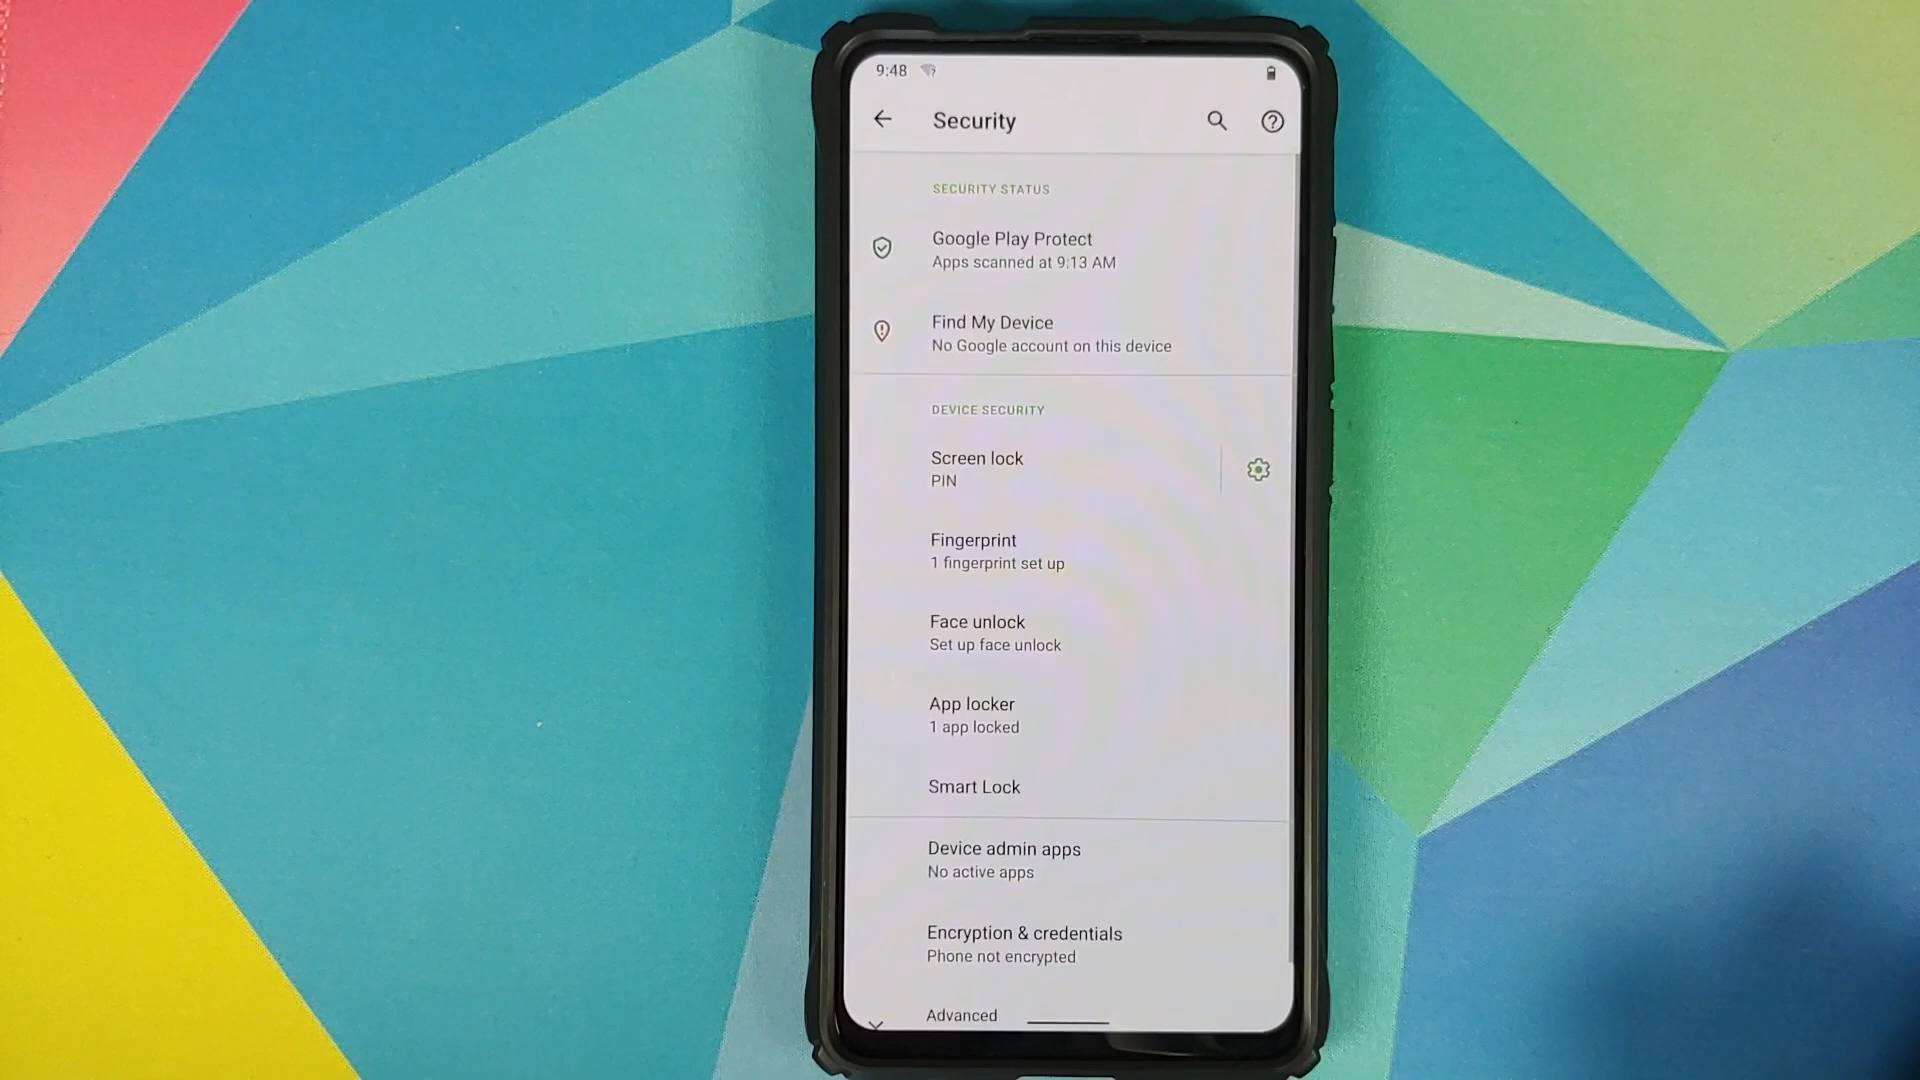 9:48
Security
SECURITY STATUS
Google Play Protect
Apps scanned at 9:13 AM
Find My Device
No Google account on this device
DEVICE SECURITY
Screen lock
PIN
Fingerprint
1 fingerprint set up
Face unlock
Set up face unlock
App locker
1 app locked
Smart Lock
Device admin apps
No active apps
Encryption & credentials
Phone not encrypted
Advanced